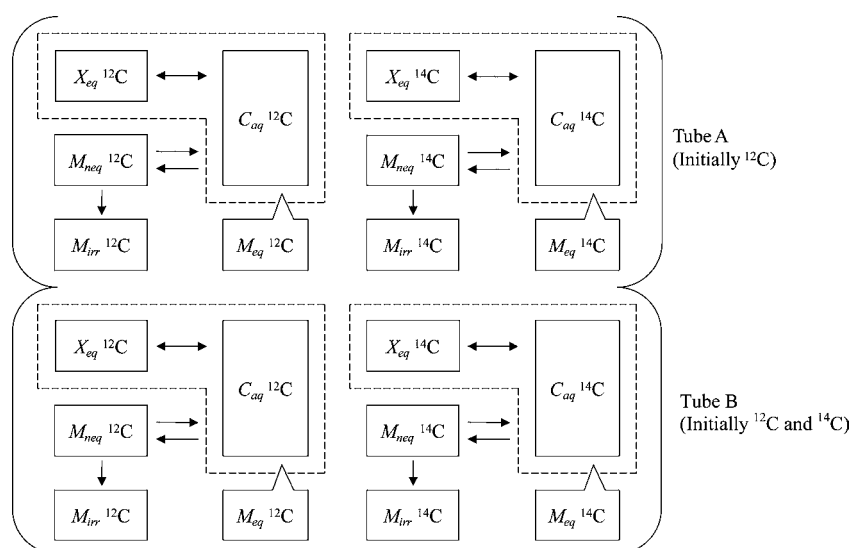 X_eq ¹²C
C_aq ¹²C
M_neq ¹²C
M_irr ¹²C
M_eq ¹²C
X_eq ¹⁴C
C_aq ¹⁴C
M_neq ¹⁴C
M_irr ¹⁴C
M_eq ¹⁴C
Tube A
(Initially ¹²C)
X_eq ¹²C
C_aq ¹²C
M_neq ¹²C
M_irr ¹²C
M_eq ¹²C
X_eq ¹⁴C
C_aq ¹⁴C
M_neq ¹⁴C
M_irr ¹⁴C
M_eq ¹⁴C
Tube B
(Initially ¹²C and ¹⁴C)